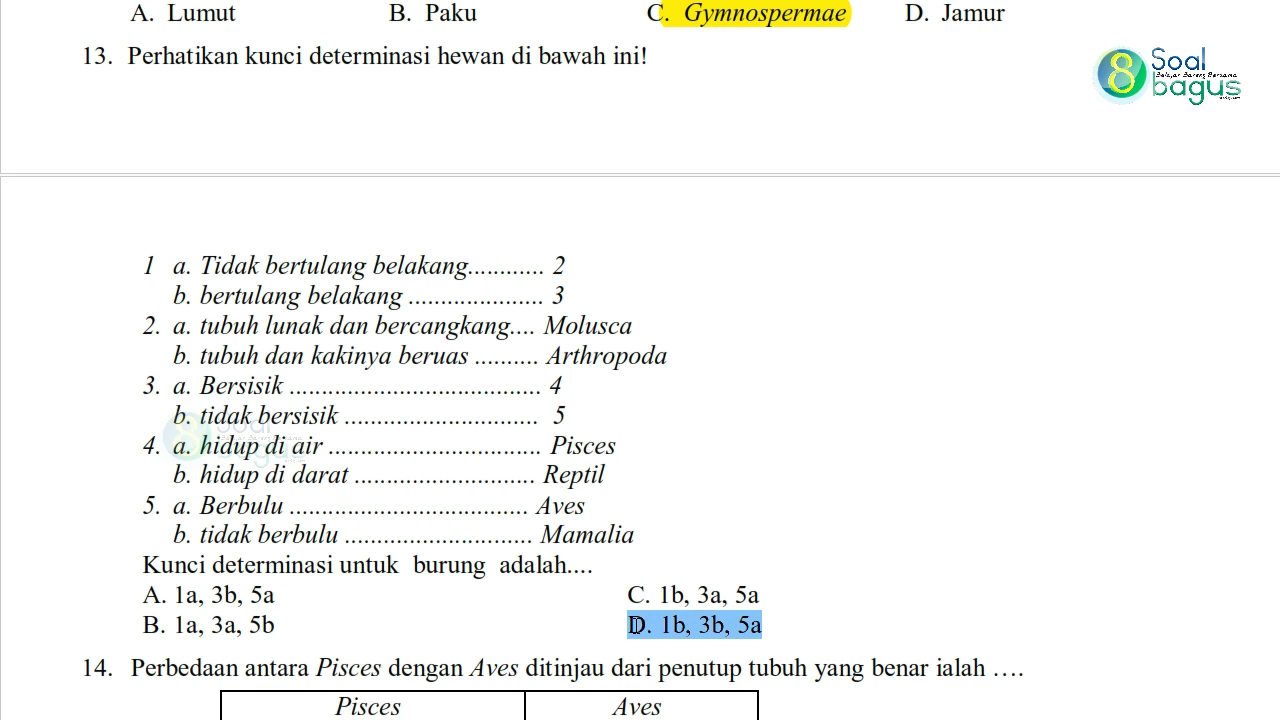 A. Lumut B. Paku C. Gymnospermae D. Jamur
13. Perhatikan kunci determinasi hewan di bawah ini!
8 Soal
Belajar Bareng Bersama
bagus
1 a. Tidak bertulang belakang............ 2
b. bertulang belakang ..................... 3
2. a. tubuh lunak dan bercangkang.... Molusca
b. tubuh dan kakinya beruas .......... Arthropoda
3. a. Bersisik ....................................... 4
b. tidak bersisik .............................. 5
4. a. hidup di air ................................. Pisces
b. hidup di darat ............................ Reptil
5. a. Berbulu ..................................... Aves
b. tidak berbulu ............................. Mamalia
Kunci determinasi untuk burung adalah....
A. 1a, 3b, 5a C. 1b, 3a, 5a
B. 1a, 3a, 5b D. 1b, 3b, 5a
14. Perbedaan antara Pisces dengan Aves ditinjau dari penutup tubuh yang benar ialah ….
Pisces Aves